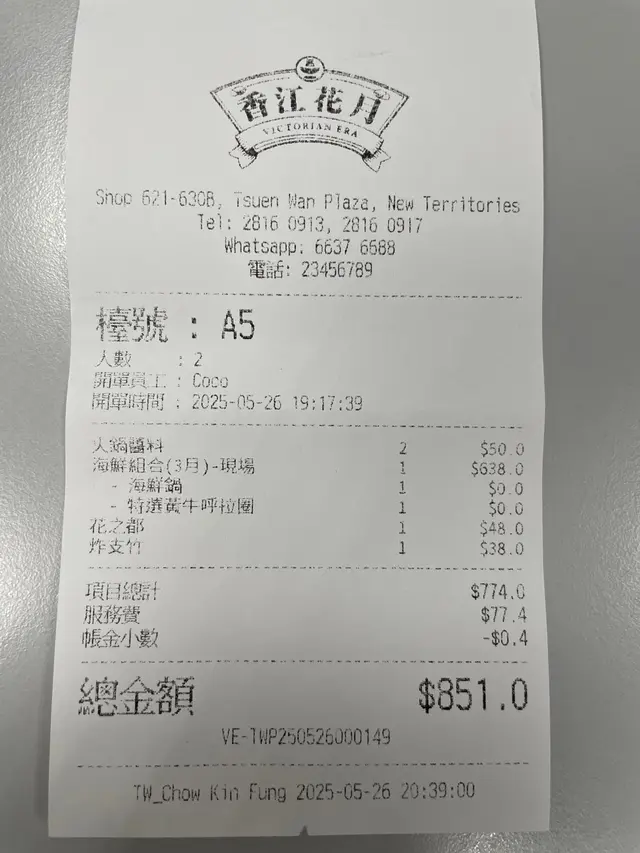 香江花月
VICTORIAN ERA
Shop 621-630B, Tsuen Wan Plaza, New Territories
Tel: 2816 0913, 2816 0917
Whatsapp: 6637 6688
電話: 23456789
檯號 : A5
人數 : 2
開單員工 : Coco
開單時間 : 2025-05-26 19:17:39
火鍋醬料 2 $50.0
海鮮組合(3月)-現場 1 $638.0
- 海鮮鍋 1 $0.0
- 特選黃牛呼拉圈 1 $0.0
花之都 1 $48.0
炸支竹 1 $38.0
項目總計 $774.0
服務費 $77.4
帳金小數 -$0.4
總金額 $851.0
VE-TWP250526000149
TW_Chow Kin Fung 2025-05-26 20:39:00